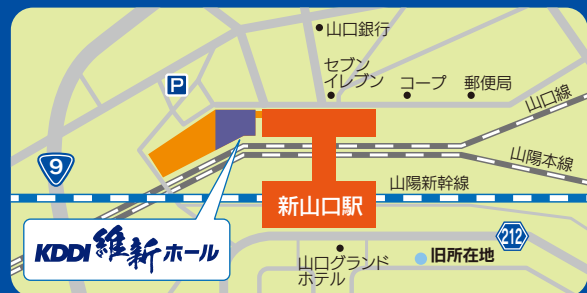 山口銀行
セブン
イレブン
コープ
郵便局
P
山口線
9
山陽本線
山陽新幹線
新山口駅
KDDI維新ホール
212
旧所在地
山口グランド
ホテル